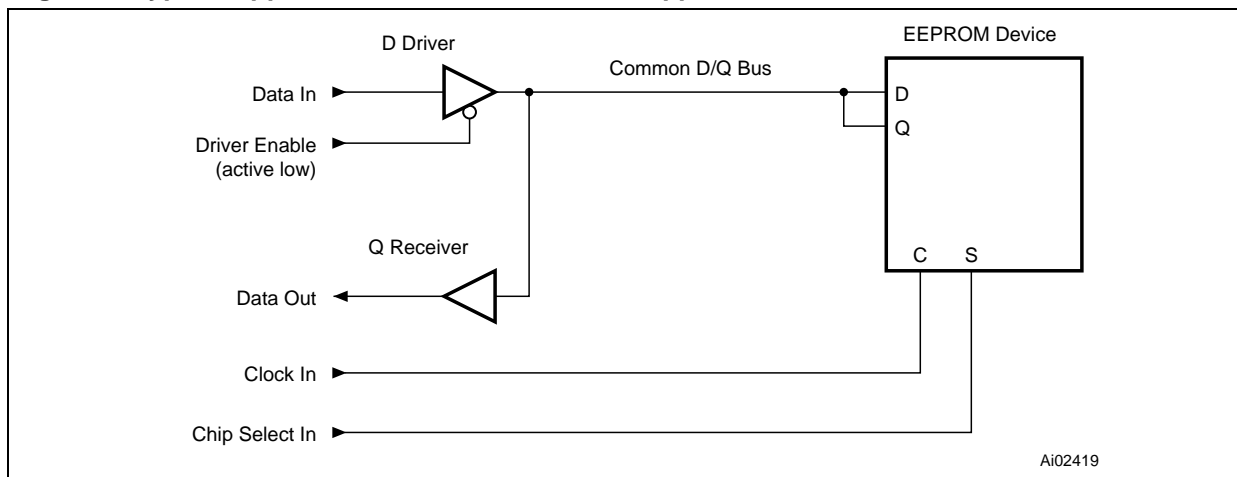 D Driver
EEPROM Device
Common D/Q Bus
Data In
D
Q
Driver Enable
(active low)
Q Receiver
C S
Data Out
Clock In
Chip Select In
Ai02419